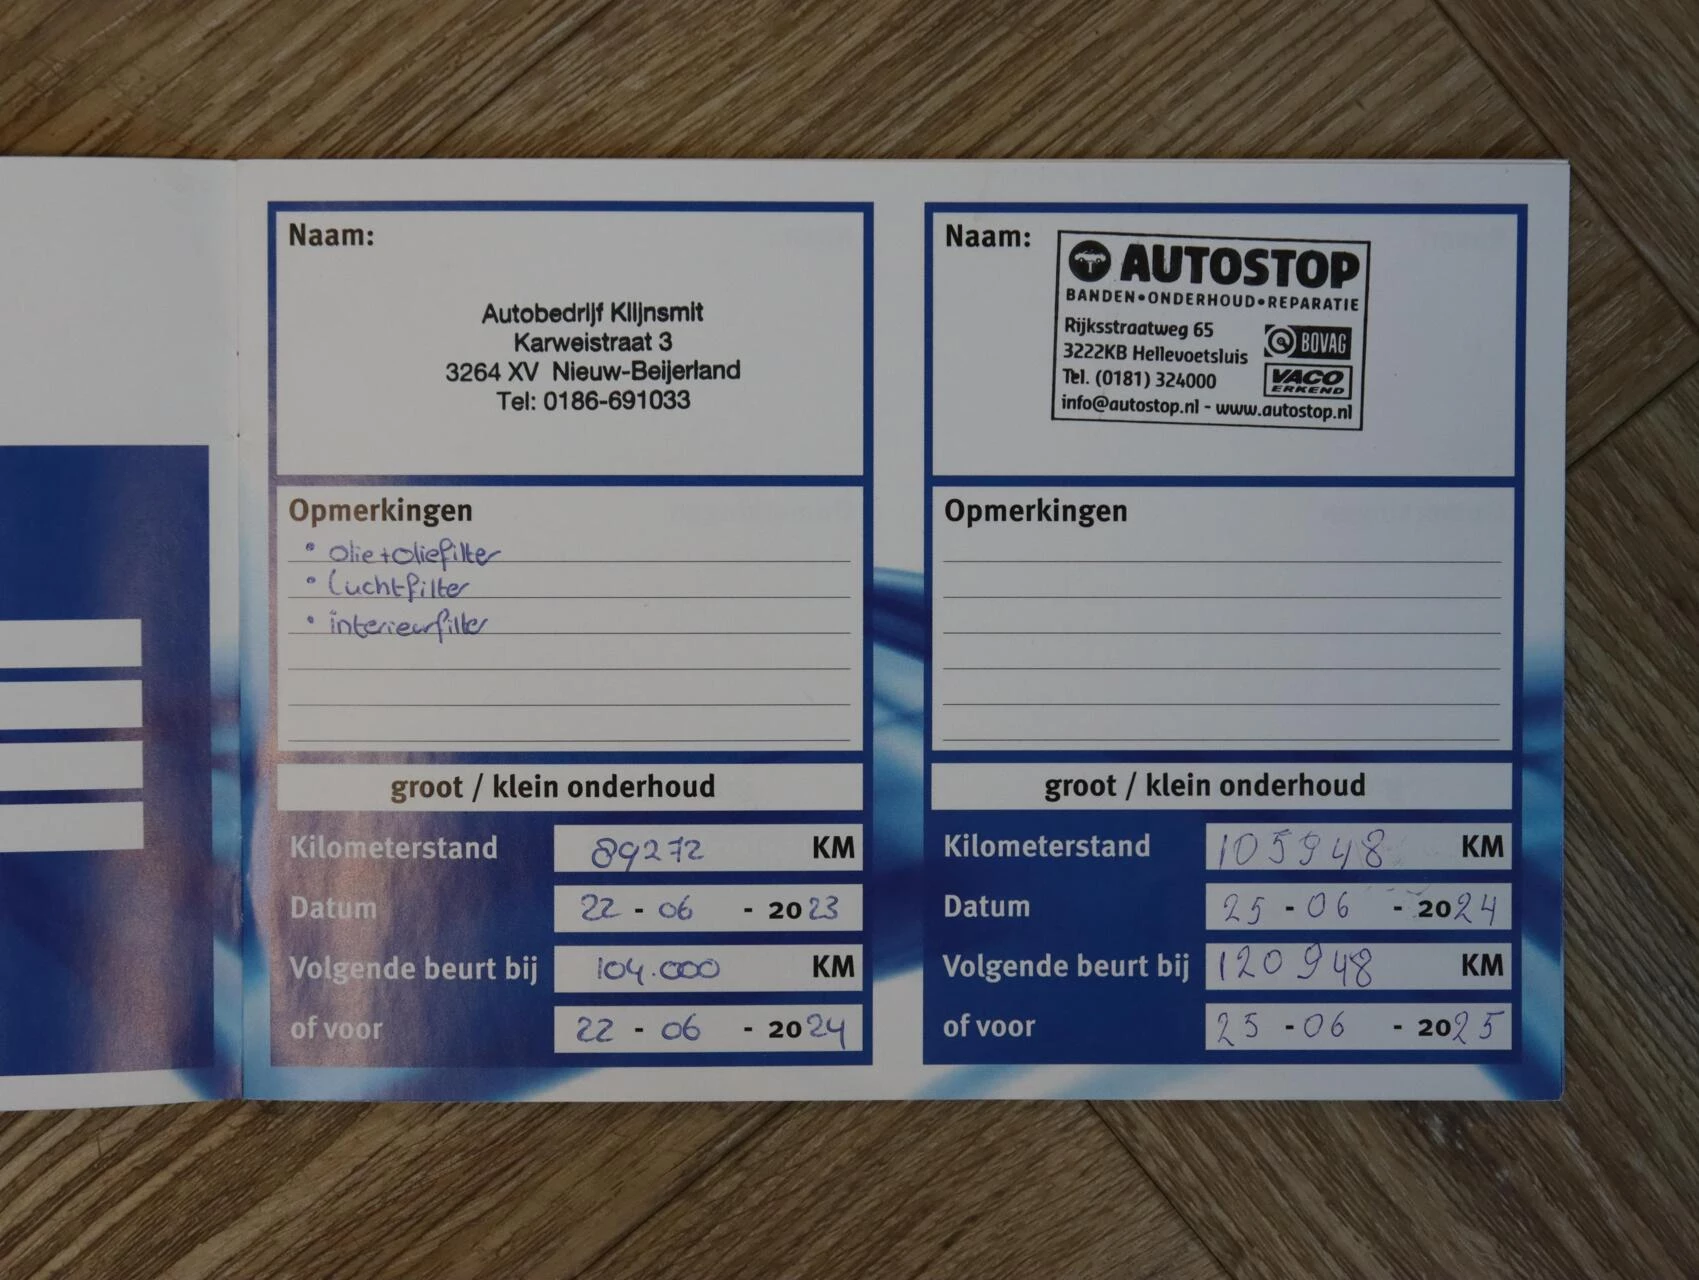 Naam:
Autobedrijf Klijnsmit
Karweistraat 3
3264 XV Nieuw-Beijerland
Tel: 0186-691033
Opmerkingen
• olie+oliefilter
• Luchtfilter
• interieurfilter
groot / klein onderhoud
Kilometerstand 89272 KM
Datum 22 - 06 - 2023
Volgende beurt bij 104.000 KM
of voor 22 - 06 - 2024
Naam:
AUTOSTOP
BANDEN•ONDERHOUD•REPARATIE
Rijksstraatweg 65
3222KB Hellevoetsluis
Tel. (0181) 324000
info@autostop.nl - www.autostop.nl
BOVAG
VACO
ERKEND
Opmerkingen
groot / klein onderhoud
Kilometerstand 105948 KM
Datum 25 - 06 - 2024
Volgende beurt bij 120948 KM
of voor 25 - 06 - 2025